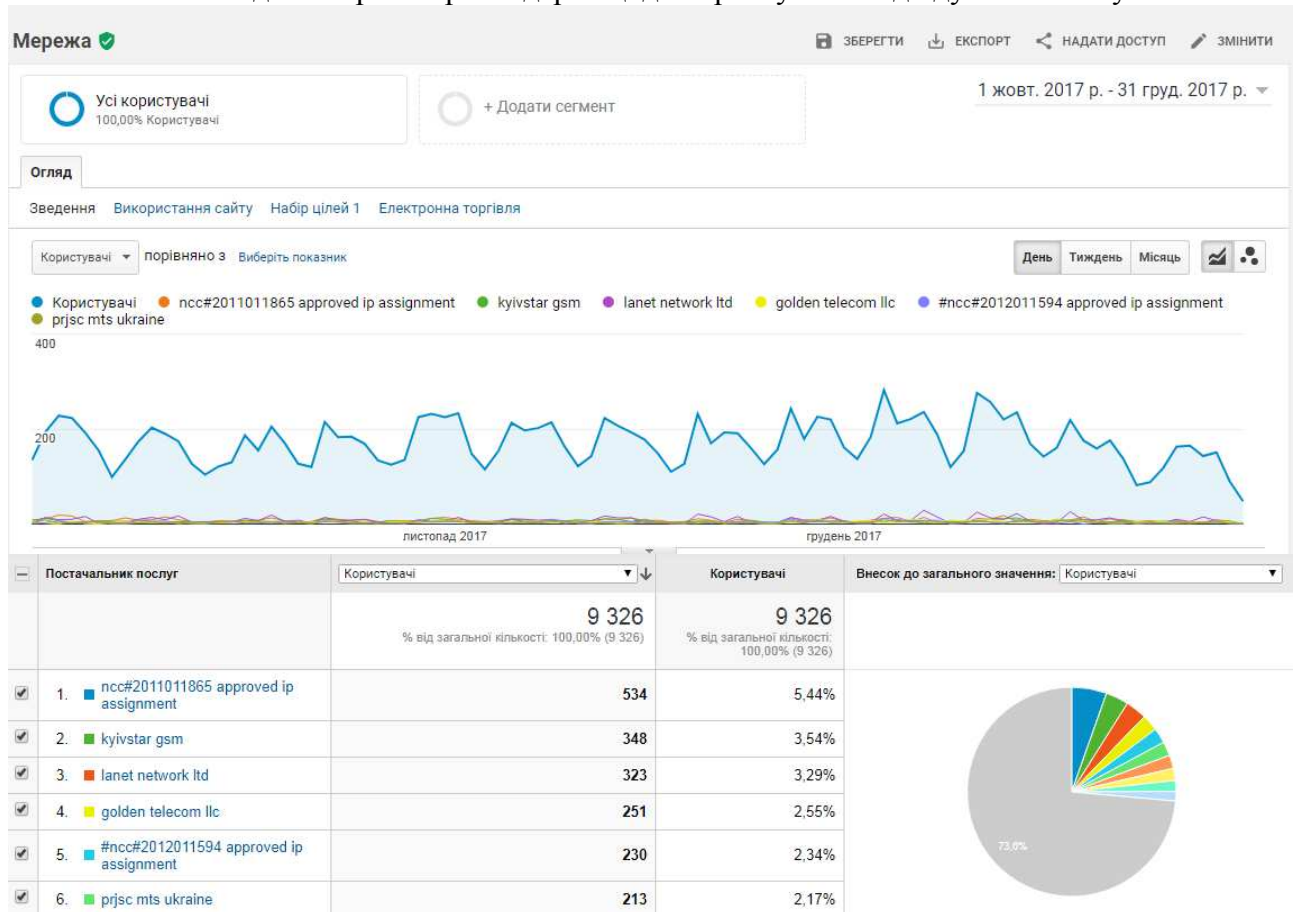 Мережа
ЗБЕРЕГТИ ЕКСПОРТ НАДАТИ ДОСТУП ЗМІНИТИ
Усі користувачі
100,00% Користувачі
+ Додати сегмент
1 жовт. 2017 р. - 31 груд. 2017 р.
Огляд
Зведення Використання сайту Набір цілей 1 Електронна торгівля
Користувачі порівняно з Виберіть показник
День Тиждень Місяць
Користувачі ncc#2011011865 approved ip assignment kyivstar gsm lanet network ltd golden telecom llc #ncc#2012011594 approved ip assignment
prjsc mts ukraine
400
200
листопад 2017 грудень 2017
Постачальник послуг Користувачі Користувачі Внесок до загального значення: Користувачі
9 326 9 326
% від загальної кількості: 100,00% (9 326) % від загальної кількості:
100,00% (9 326)
1. ncc#2011011865 approved ip
assignment 534 5,44%
2. kyivstar gsm 348 3,54%
3. lanet network ltd 323 3,29%
4. golden telecom llc 251 2,55%
5. #ncc#2012011594 approved ip
assignment 230 2,34%
6. prjsc mts ukraine 213 2,17%
73,6%